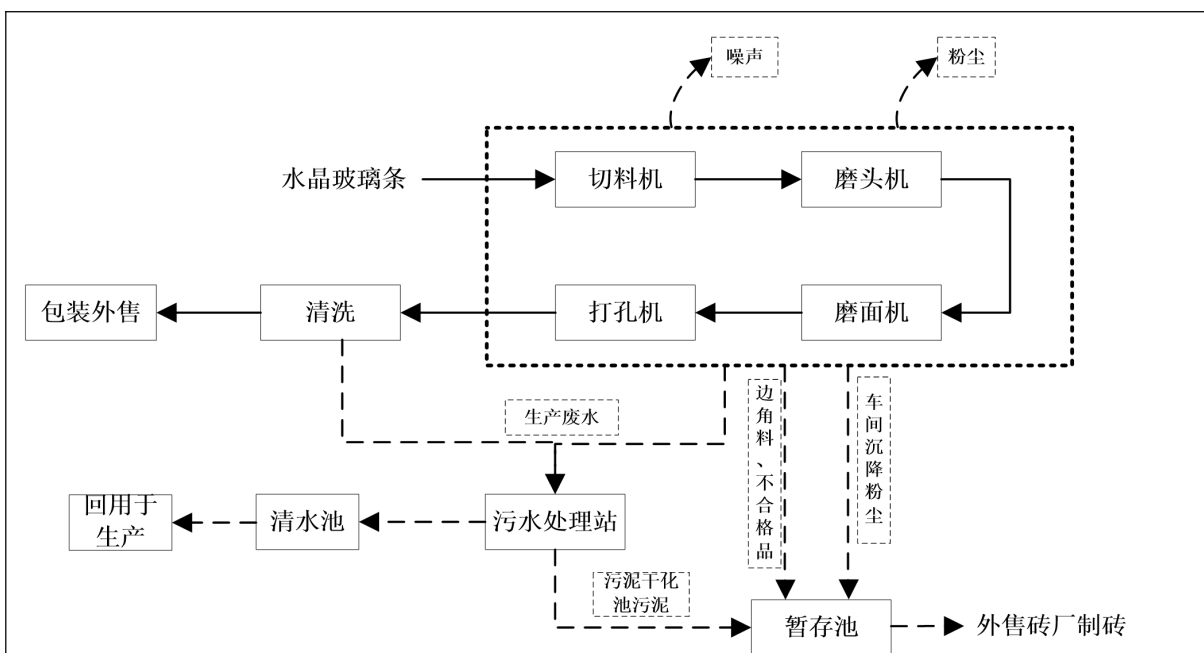 噪声
粉尘
水晶玻璃条
切料机
磨头机
包装外售
清洗
打孔机
磨面机
生产废水
边角料、不合格品
车间沉降粉尘
回用于
生产
清水池
污水处理站
污泥干化
池污泥
暂存池
外售砖厂制砖